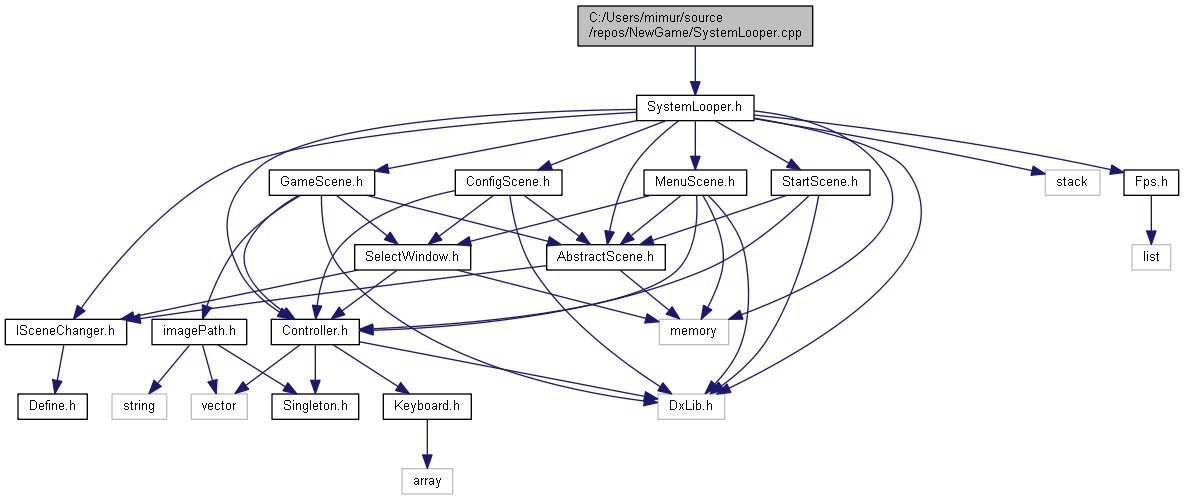 C:/Users/mimur/source
/repos/NewGame/SystemLooper.cpp
SystemLooper.h
GameScene.h
ConfigScene.h
MenuScene.h
StartScene.h
stack
Fps.h
SelectWindow.h
AbstractScene.h
list
ISceneChanger.h
imagePath.h
Controller.h
memory
Define.h
string
vector
Singleton.h
Keyboard.h
DxLib.h
array